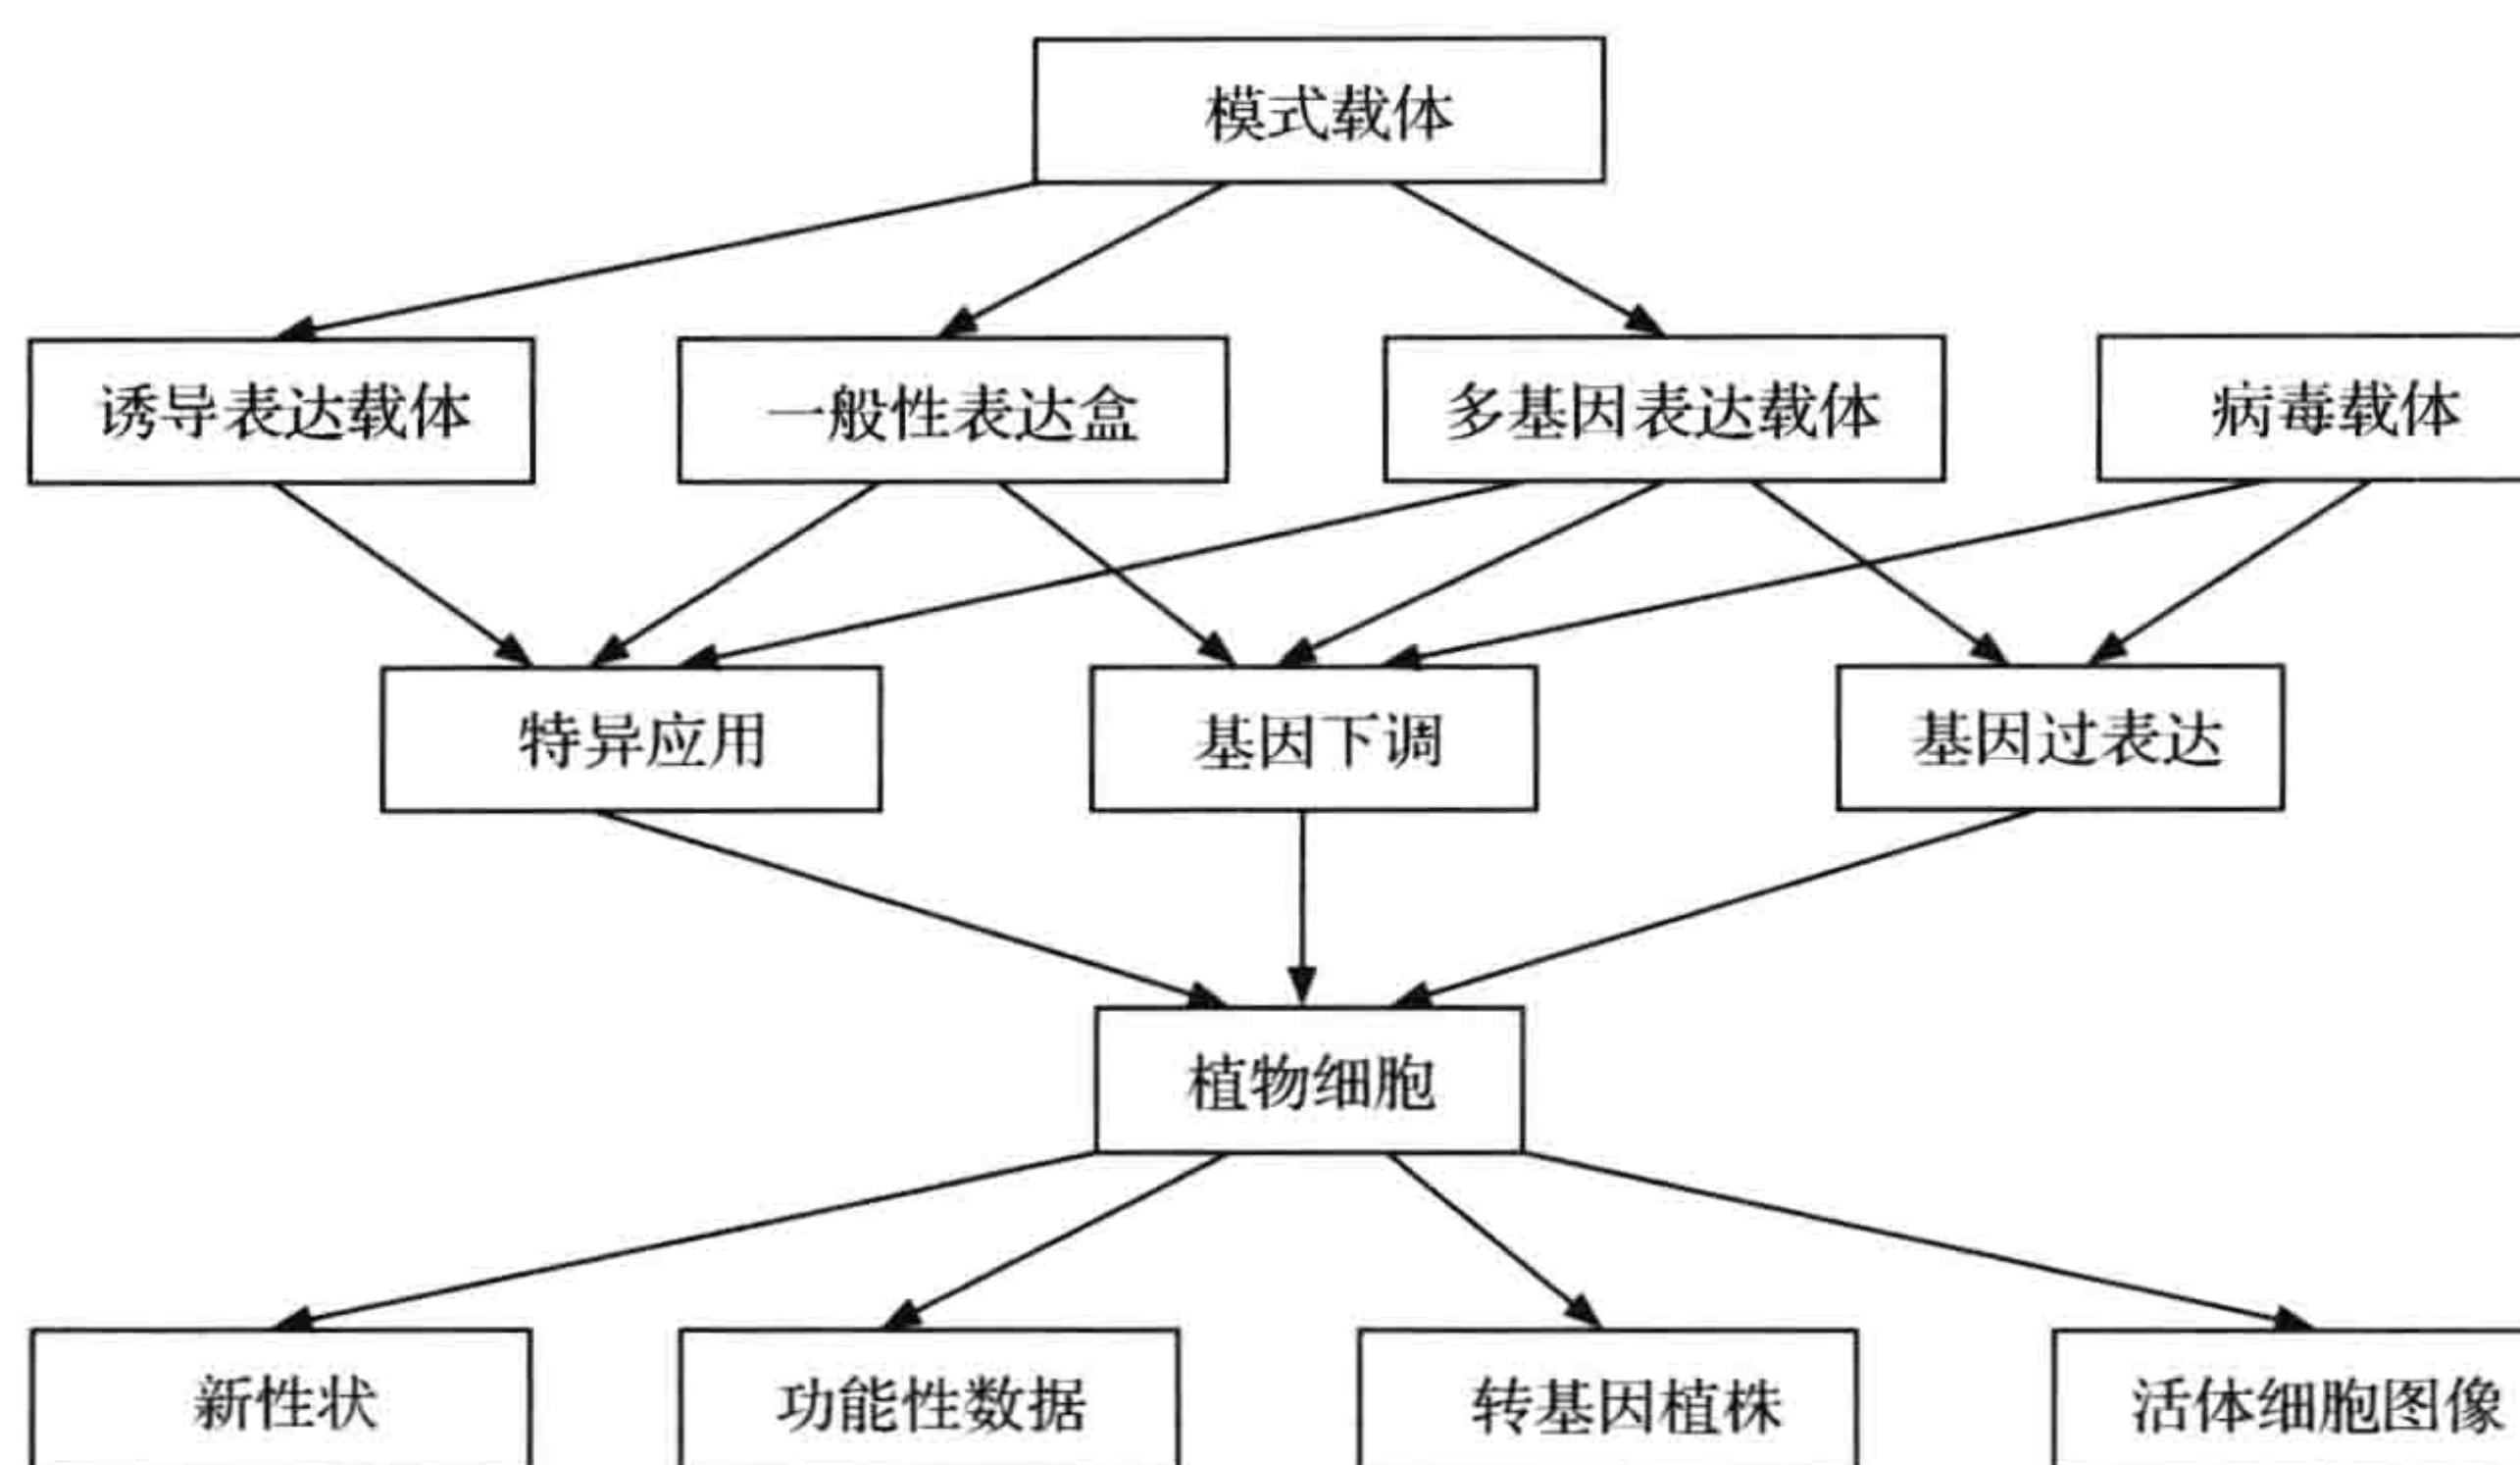 模式载体
诱导表达载体
一般性表达盒
多基因表达载体
病毒载体
特异应用
基因下调
基因过表达
植物细胞
新性状
功能性数据
转基因植株
活体细胞图像